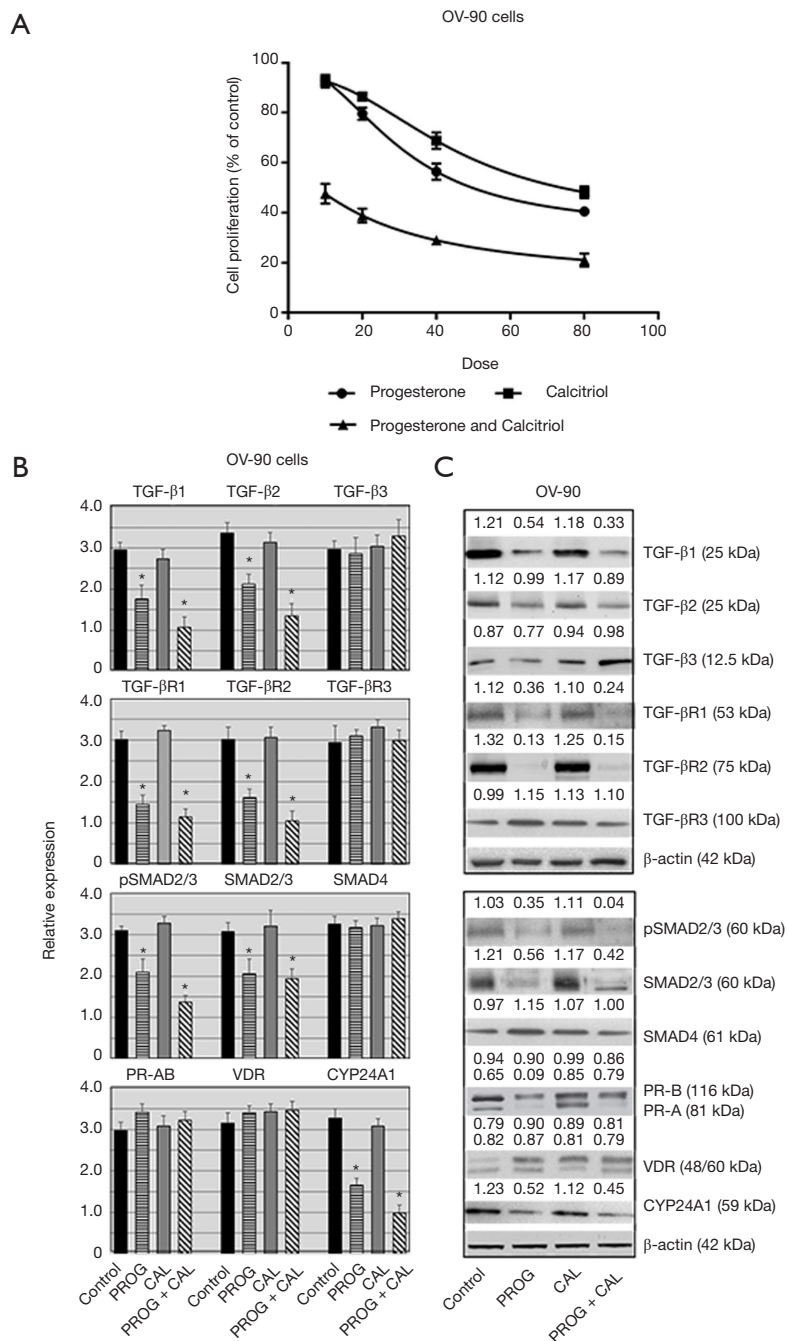 A
OV-90 cells
Cell proliferation (% of control)
100
80
60
40
20
0
0 20 40 60 80 100
Dose
Progesterone Calcitriol
Progesterone and Calcitriol
B
OV-90 cells
Relative expression
TGF-β1 TGF-β2 TGF-β3
4.0
3.0
2.0
1.0
0
* * * *
TGF-βR1 TGF-βR2 TGF-βR3
4.0
3.0
2.0
1.0
0
* * * *
pSMAD2/3 SMAD2/3 SMAD4
4.0
3.0
2.0
1.0
0
* * * *
PR-AB VDR CYP24A1
4.0
3.0
2.0
1.0
0
* *
Control PROG CAL PROG + CAL Control PROG CAL PROG + CAL Control PROG CAL PROG + CAL
C
OV-90
1.21 0.54 1.18 0.33
TGF-β1 (25 kDa)
1.12 0.99 1.17 0.89
TGF-β2 (25 kDa)
0.87 0.77 0.94 0.98
TGF-β3 (12.5 kDa)
1.12 0.36 1.10 0.24
TGF-βR1 (53 kDa)
1.32 0.13 1.25 0.15
TGF-βR2 (75 kDa)
0.99 1.15 1.13 1.10
TGF-βR3 (100 kDa)
β-actin (42 kDa)
1.03 0.35 1.11 0.04
pSMAD2/3 (60 kDa)
1.21 0.56 1.17 0.42
SMAD2/3 (60 kDa)
0.97 1.15 1.07 1.00
SMAD4 (61 kDa)
0.94 0.90 0.99 0.86
0.65 0.09 0.85 0.79
PR-B (116 kDa)
PR-A (81 kDa)
0.79 0.90 0.89 0.81
0.82 0.87 0.81 0.79
VDR (48/60 kDa)
1.23 0.52 1.12 0.45
CYP24A1 (59 kDa)
β-actin (42 kDa)
Control PROG CAL PROG + CAL